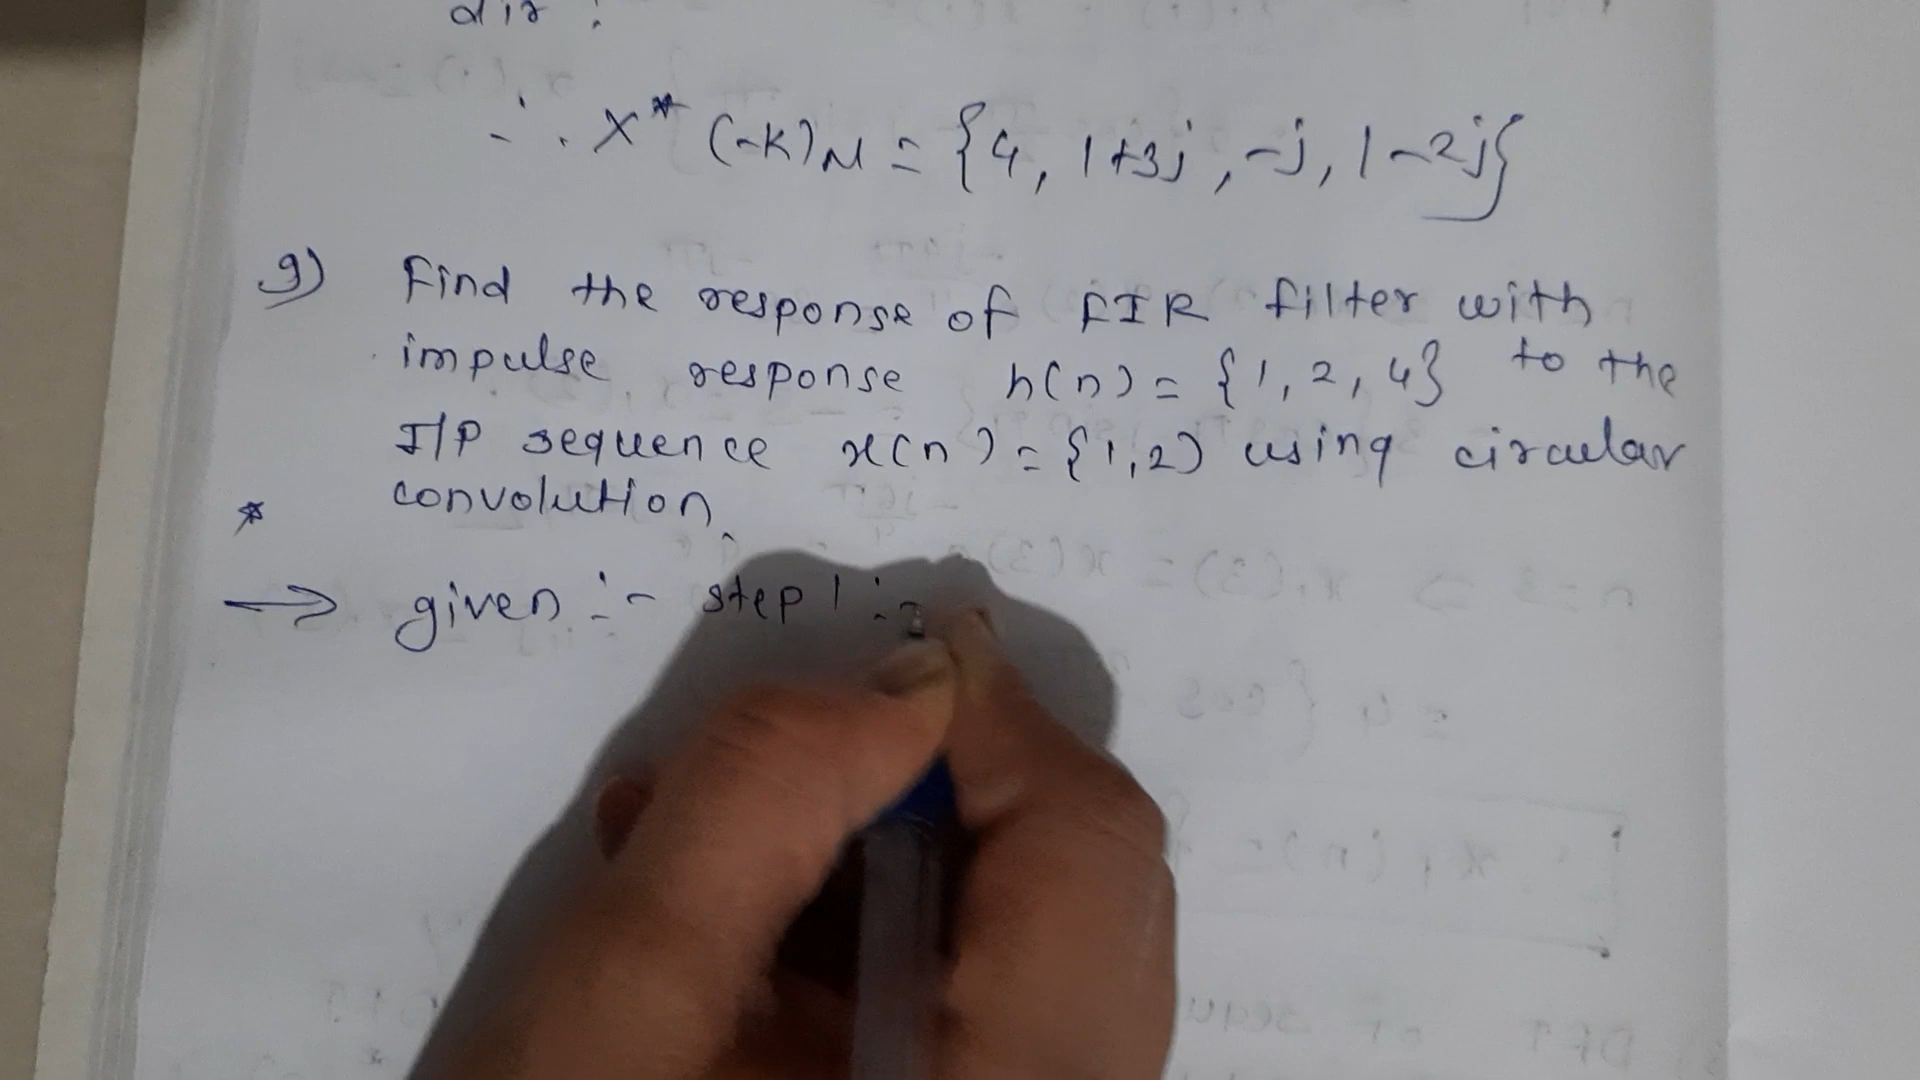 ∴ X* (-k)N = {4, 1+3j, -j, 1-2j}
9) Find the response of FIR filter with
impulse response h(n) = {1, 2, 4} to the
I/P sequence x(n) = {1,2) using circular
* convolution.
→ given :- step 1 :-